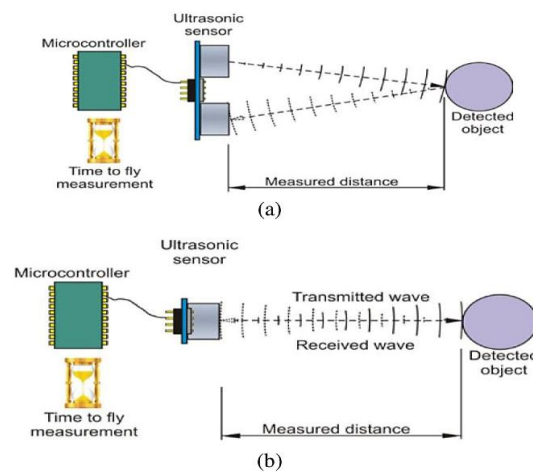 Ultrasonic
sensor
Microcontroller
Time to fly
measurement
Detected
object
Measured distance
(a)
Ultrasonic
sensor
Microcontroller
Transmitted wave
Received wave
Detected
object
Time to fly
measurement
Measured distance
(b)